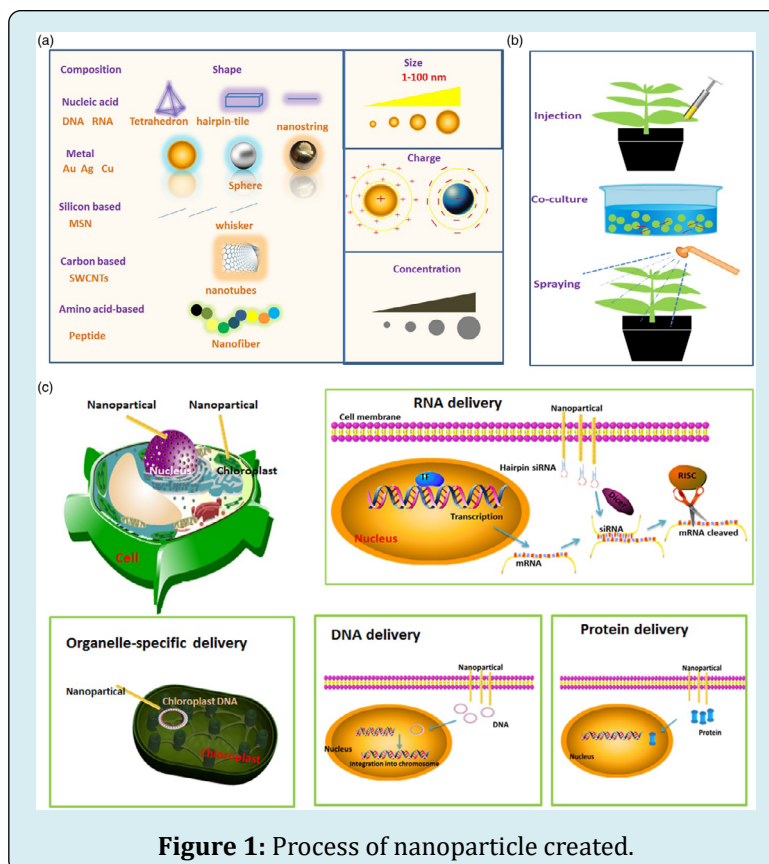 (a)
Composition Shape
Nucleic acid
DNA RNA Tetrahedron hairpin-tile
nanostring
Metal
Au Ag Cu
Sphere
Silicon based
MSN
whisker
Carbon based
SWCNTs
nanotubes
Amino acid-based
Peptide
Nanofiber
Size
1-100 nm
Charge
Concentration
(b)
Injection
Co-culture
Spraying
(c)
Nanopartical Nanopartical
Nucleus
Chloroplast
Cell
RNA delivery
Cell membrane
Nanopartical
Hairpin siRNA
TF
Transcription
Nucleus
mRNA
Dicer
siRNA
RISC
mRNA cleaved
Organelle-specific delivery
Nanopartical
Chloroplast DNA
Chloroplast
DNA delivery
Nanopartical
DNA
Nucleus
Integration into chromosome
Protein delivery
Nanopartical
Protein
Nucleus
Figure 1: Process of nanoparticle created.